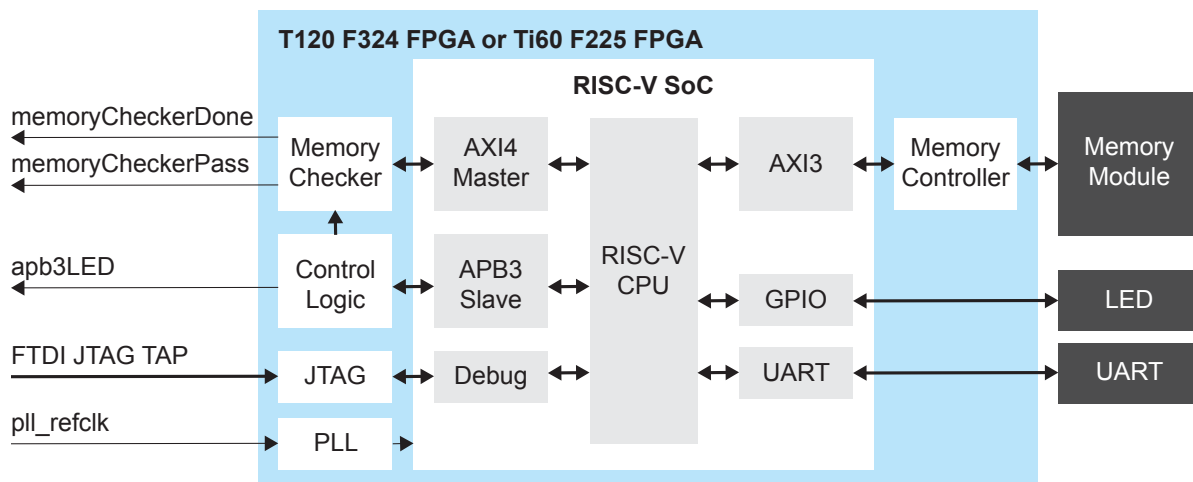 T120 F324 FPGA or Ti60 F225 FPGA
RISC-V SoC
memoryCheckerDone
memoryCheckerPass
Memory
Checker
AXI4
Master
AXI3
Memory
Controller
Memory
Module
apb3LED
Control
Logic
APB3
Slave
RISC-V
CPU
GPIO
LED
FTDI JTAG TAP
JTAG
Debug
UART
UART
pll_refclk
PLL